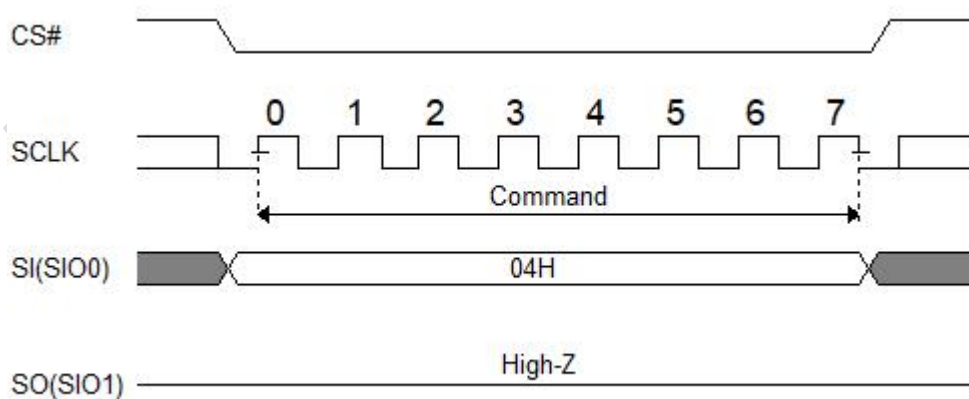 CS#
0 1 2 3 4 5 6 7
SCLK
Command
SI(SIO0)
04H
High-Z
SO(SIO1)